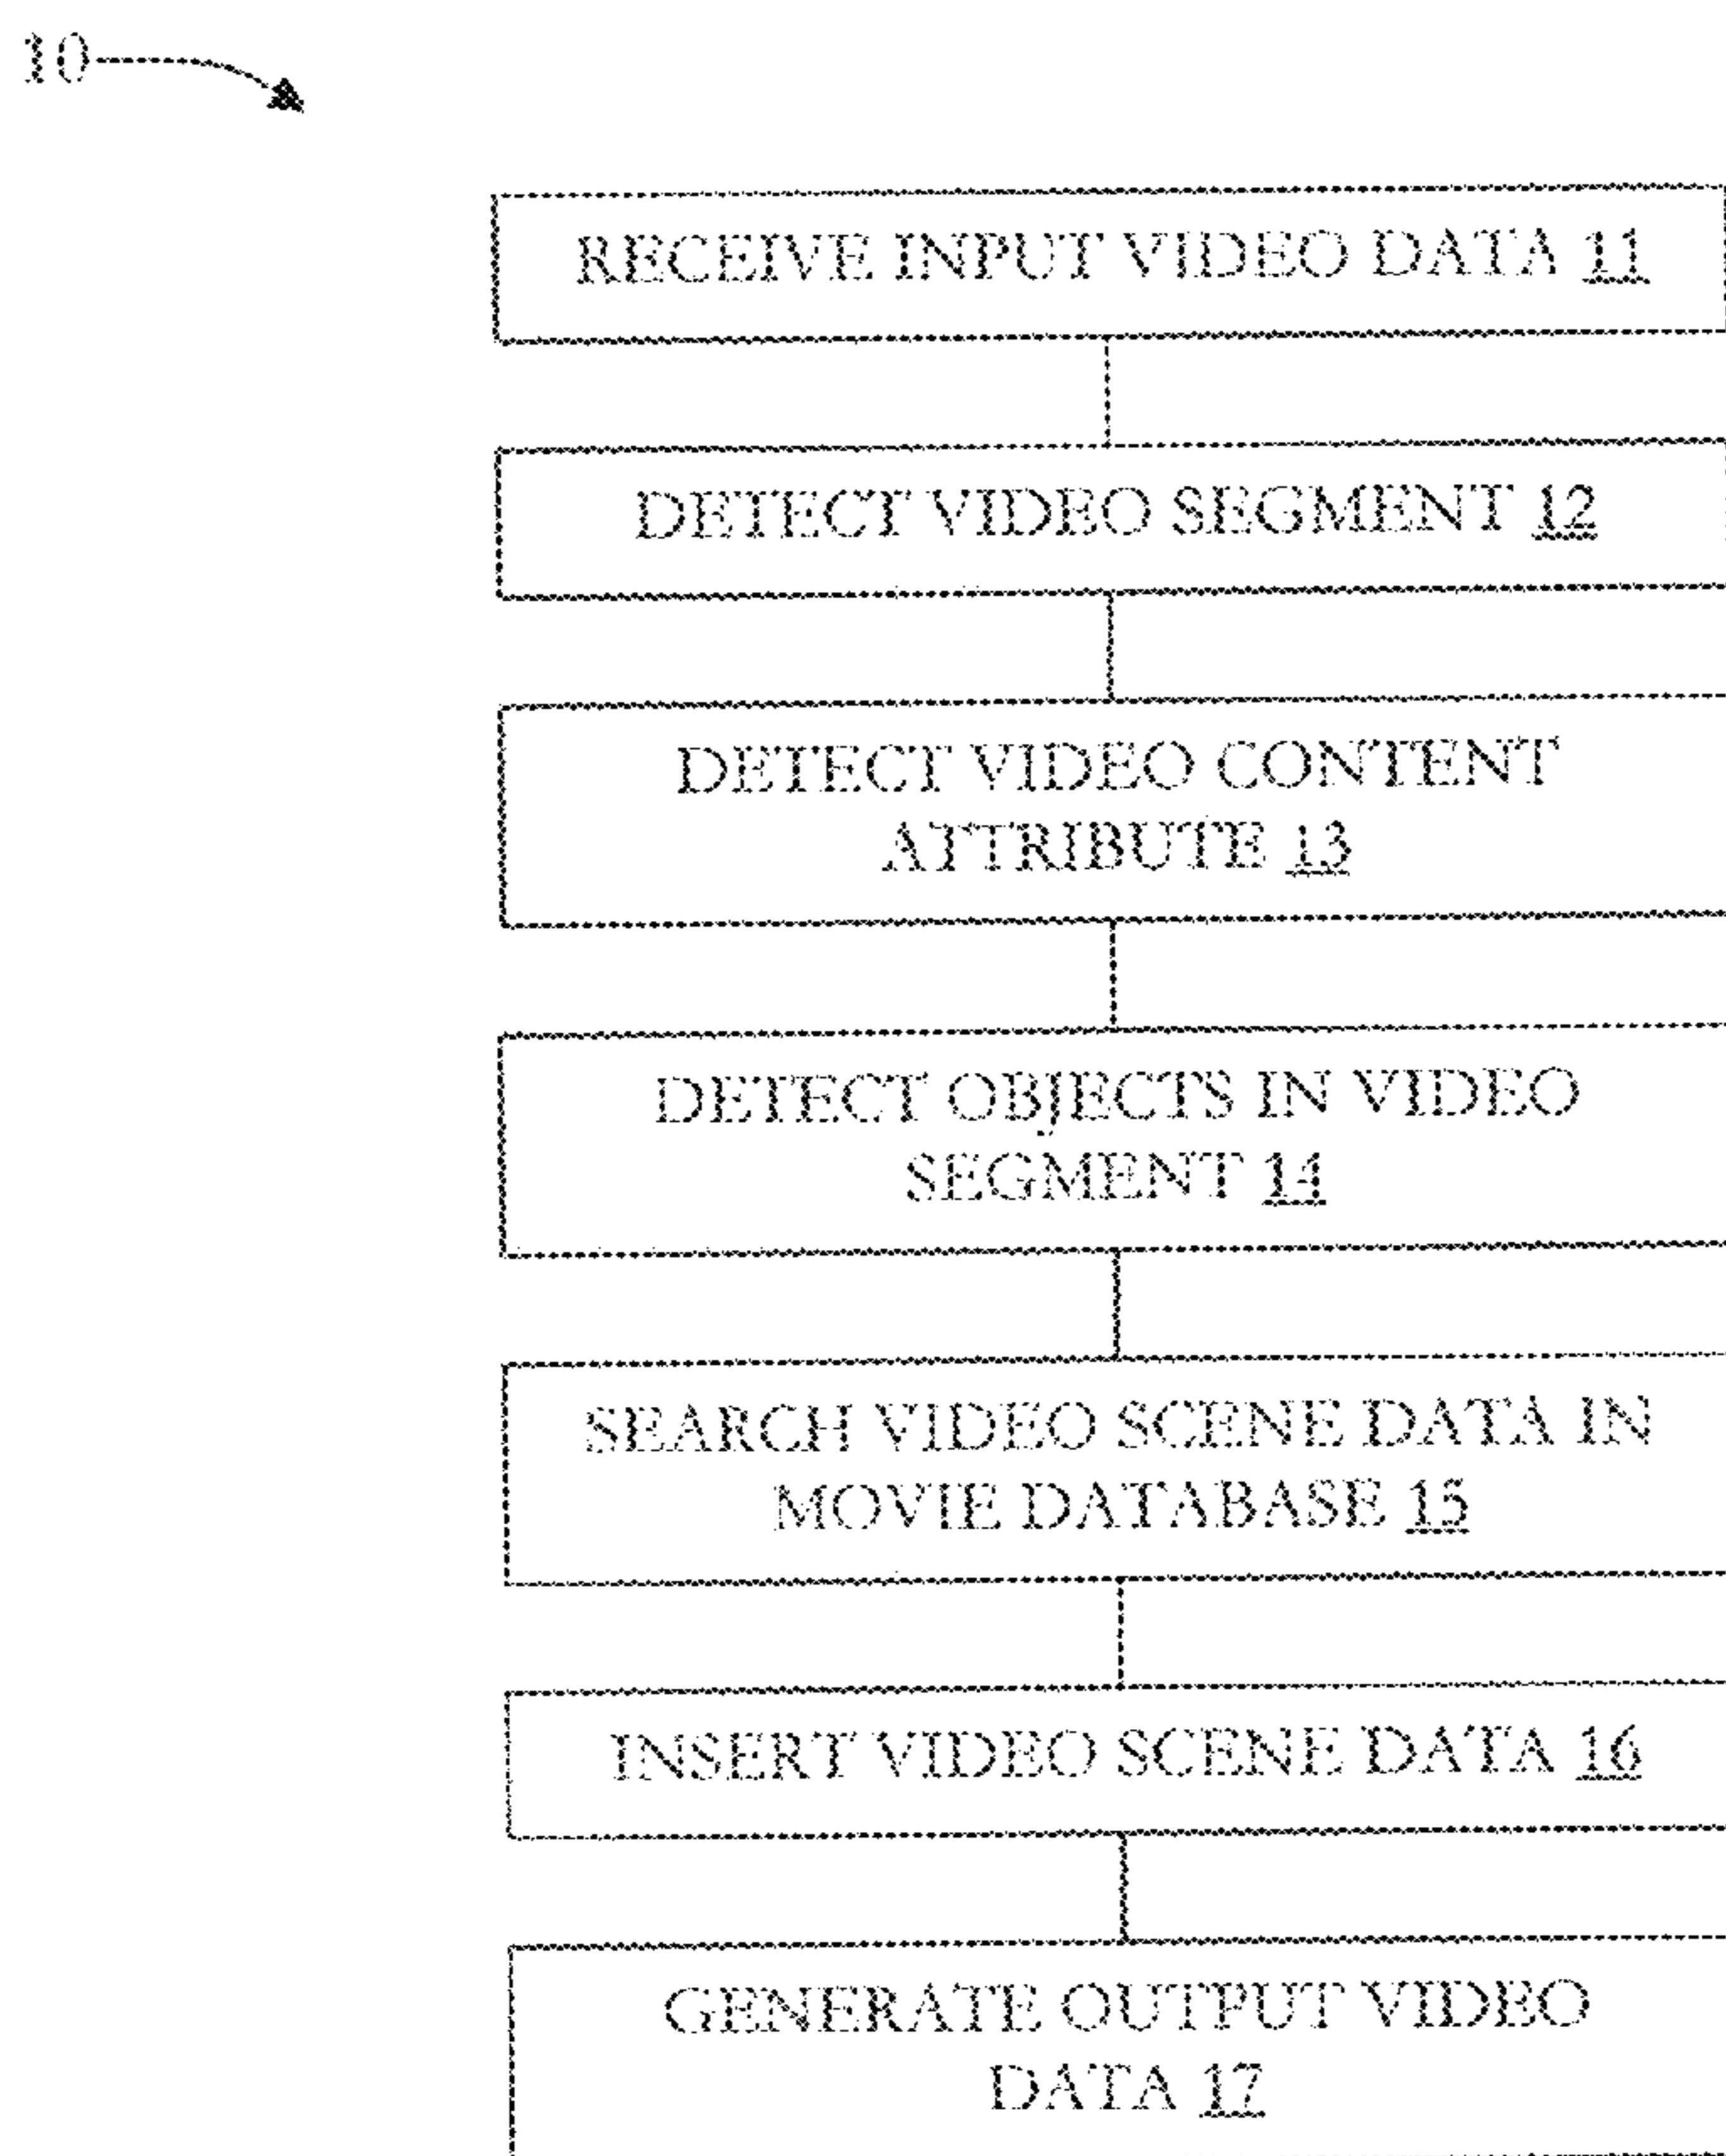 10
RECEIVE INPUT VIDEO DATA 11
DETECT VIDEO SEGMENT 12
DETECT VIDEO CONTENT
ATTRIBUTE 13
DETECT OBJECTS IN VIDEO
SEGMENT 14
SEARCH VIDEO SCENE DATA IN
MOVIE DATABASE 15
INSERT VIDEO SCENE DATA 16
GENERATE OUTPUT VIDEO
DATA 17